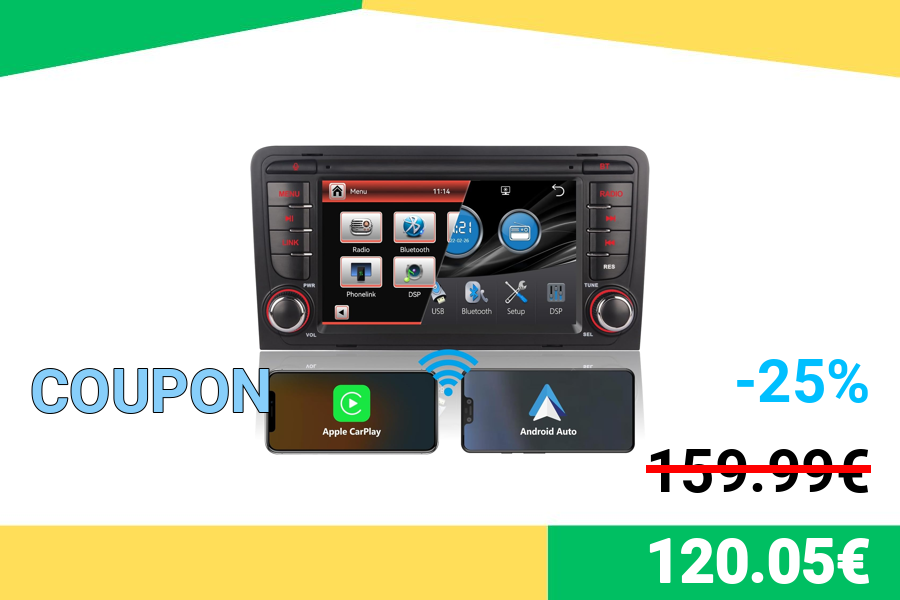 BT
MENU
RADIO
LINK
RES
PWR
TUNE
VOL
SEL
Menu
11:14
Radio
Bluetooth
Phonelink
DSP
:21
22-02-26
USB
Bluetooth
Setup
DSP
COUPON
Apple CarPlay
Android Auto
-25%
159.99€
120.05€